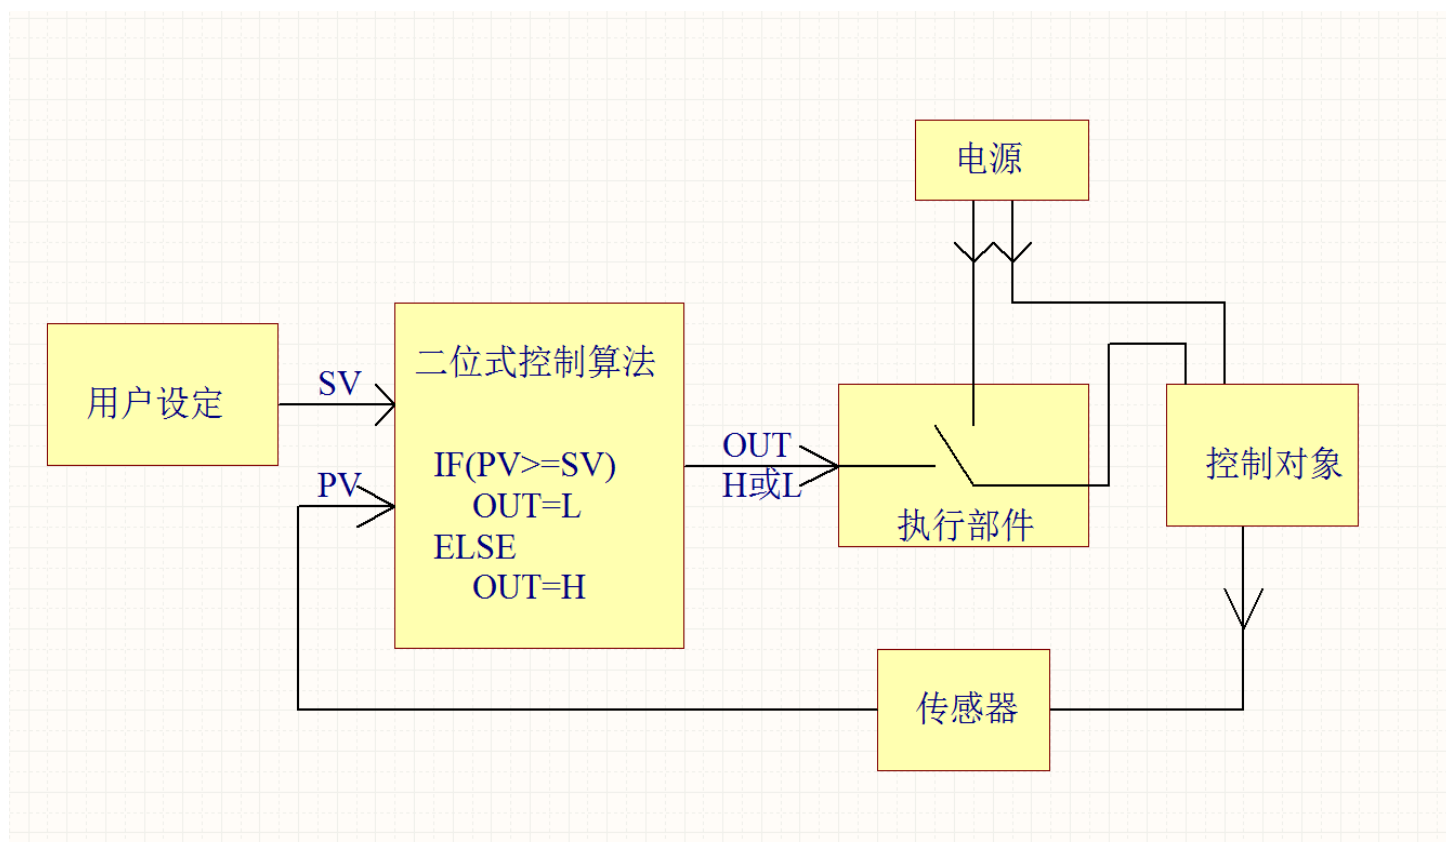 电源
用户设定
SV
PV
二位式控制算法
IF(PV>=SV)
OUT=L
ELSE
OUT=H
OUT
H或L
执行部件
控制对象
传感器